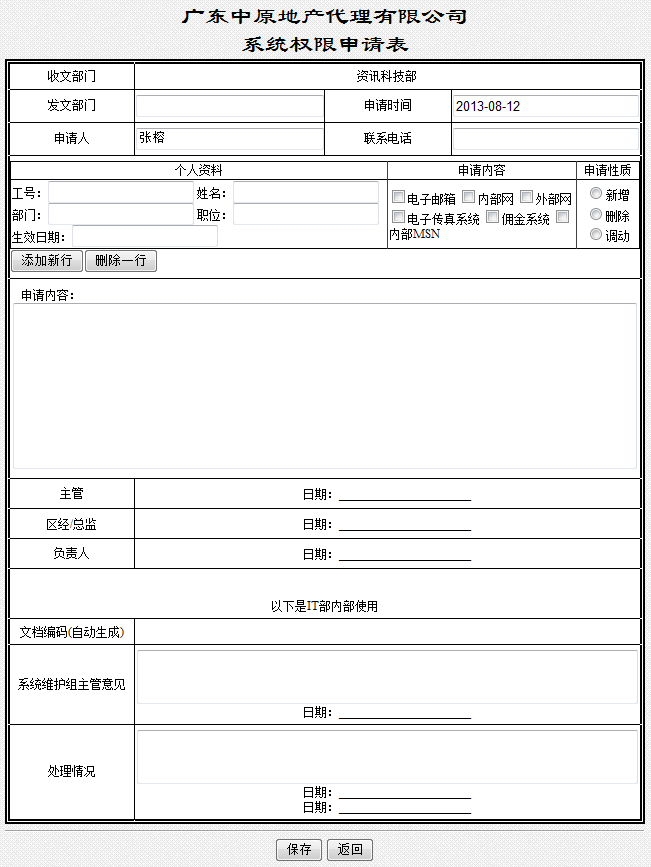 广东中原地产代理有限公司
系统权限申请表
收文部门 资讯科技部
发文部门 申请时间 2013-08-12
申请人 张榕 联系电话
个人资料 申请内容 申请性质
工号： 姓名：
部门： 职位：
生效日期：
电子邮箱 内部网 外部网
电子传真系统 佣金系统
内部MSN
新增
删除
调动
添加新行 删除一行
申请内容：
主管 日期：
区经/总监 日期：
负责人 日期：
以下是IT部内部使用
文档编码(自动生成)
系统维护组主管意见
日期：
处理情况
日期：
日期：
保存 返回